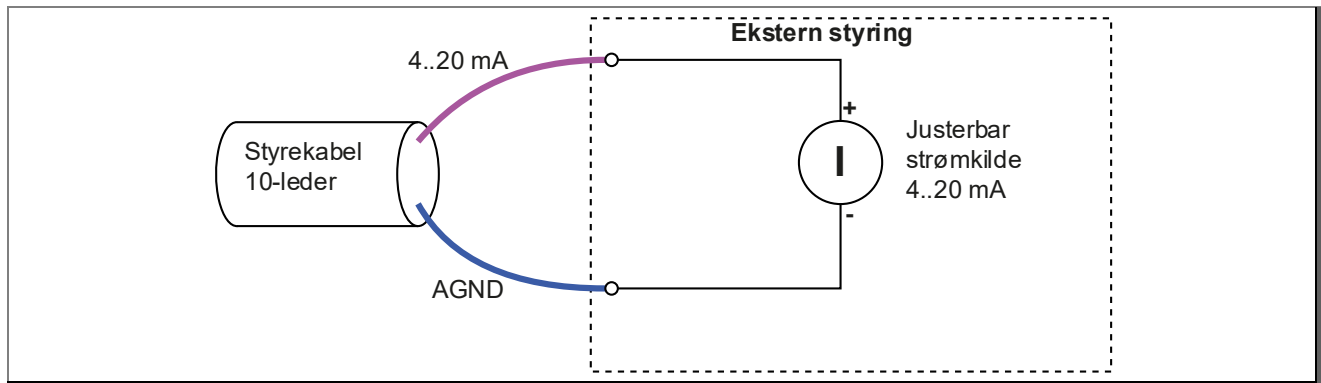 Ekstern styring
4..20 mA
+
Styrekabel
10-leder
I
Justerbar
strømkilde
4..20 mA
-
AGND